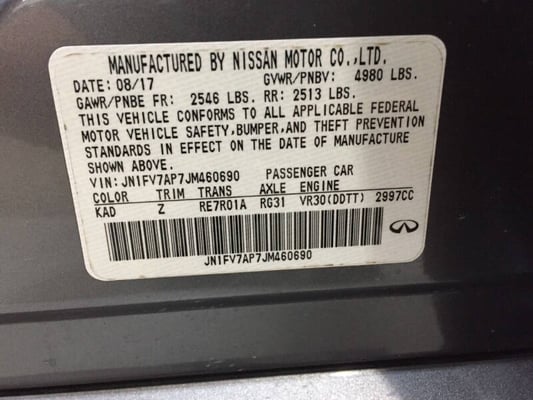 MANUFACTURED BY NISSAN MOTOR CO.,LTD.
DATE: 08/17 GVWR/PNBV: 4980 LBS.
GAWR/PNBE FR: 2546 LBS. RR: 2513 LBS.
THIS VEHICLE CONFORMS TO ALL APPLICABLE FEDERAL
MOTOR VEHICLE SAFETY,BUMPER,AND THEFT PREVENTION
STANDARDS IN EFFECT ON THE DATE OF MANUFACTURE
SHOWN ABOVE.
VIN: JN1FV7AP7JM460690 PASSENGER CAR
COLOR TRIM TRANS AXLE ENGINE
KAD Z RE7R01A RG31 VR30(DDTT) 2997CC
JN1FV7AP7JM460690